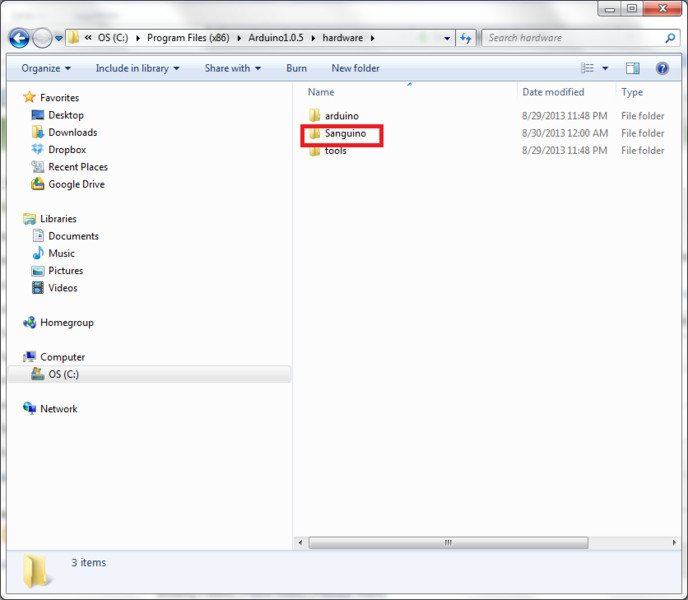 « OS (C:) ▸ Program Files (x86) ▸ Arduino1.0.5 ▸ hardware ▸
Search hardware
Organize Include in library Share with Burn New folder
Name Date modified Type
Favorites
Desktop
Downloads
Dropbox
Recent Places
Google Drive
Libraries
Documents
Music
Pictures
Videos
Homegroup
Computer
OS (C:)
Network
arduino 8/29/2013 11:48 PM File folder
Sanguino 8/30/2013 12:00 AM File folder
tools 8/29/2013 11:48 PM File folder
3 items